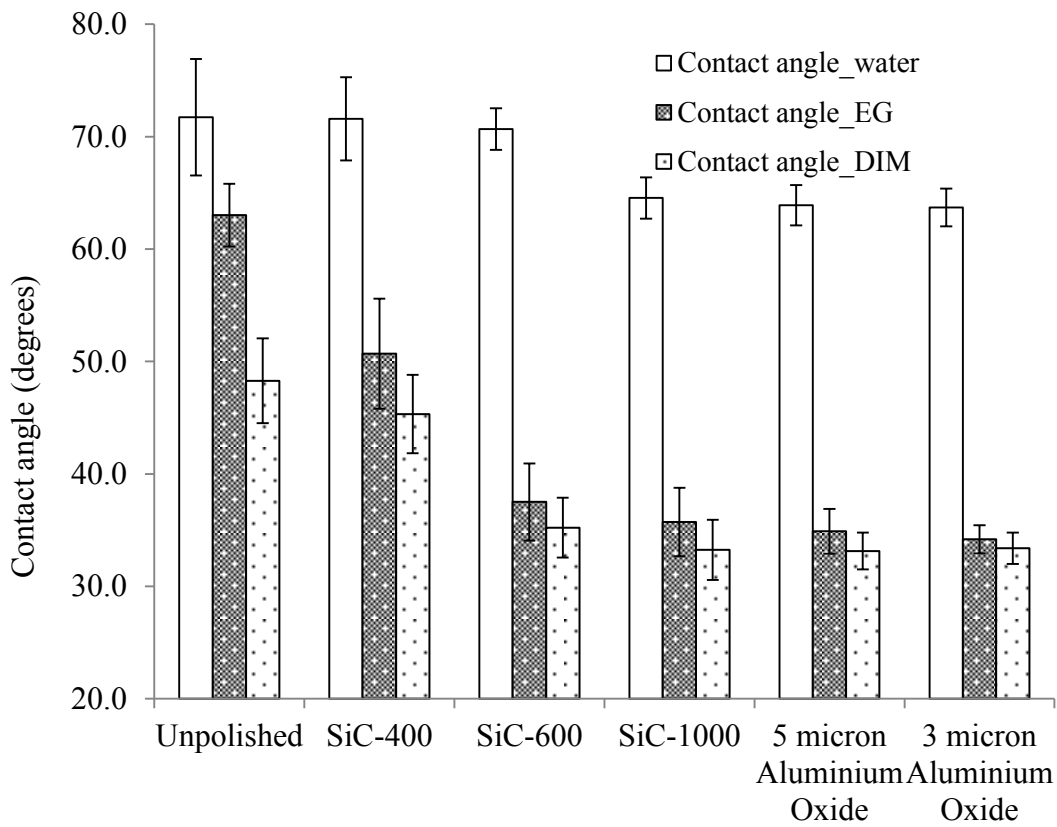 80.0
70.0
60.0
50.0
40.0
30.0
20.0
Contact angle (degrees)
Contact angle_water
Contact angle_EG
Contact angle_DIM
Unpolished
SiC-400
SiC-600
SiC-1000
5 micron
Aluminium
Oxide
3 micron
Aluminium
Oxide